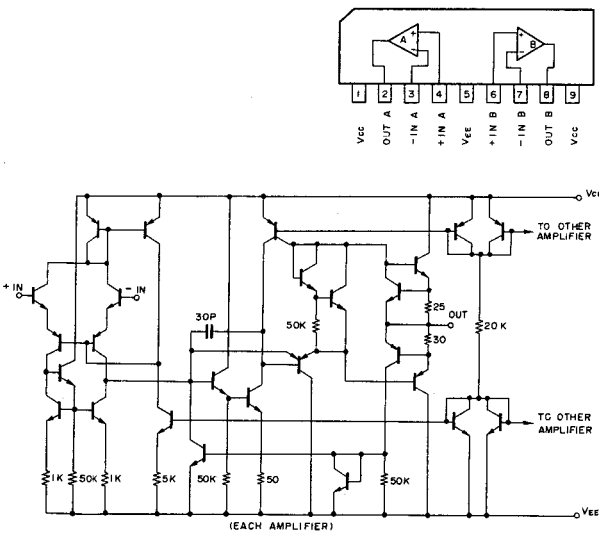 A
B
+
-
+
-
1 2 3 4 5 6 7 8 9
VCC
OUT A
-IN A
+IN A
VEE
+IN B
-IN B
OUT B
VCC
VCC
TO OTHER
AMPLIFIER
+ IN
- IN
30P
50K
25
OUT
30
20K
TO OTHER
AMPLIFIER
1K 50K 1K 5K 50K 50 50K
VEE
(EACH AMPLIFIER)